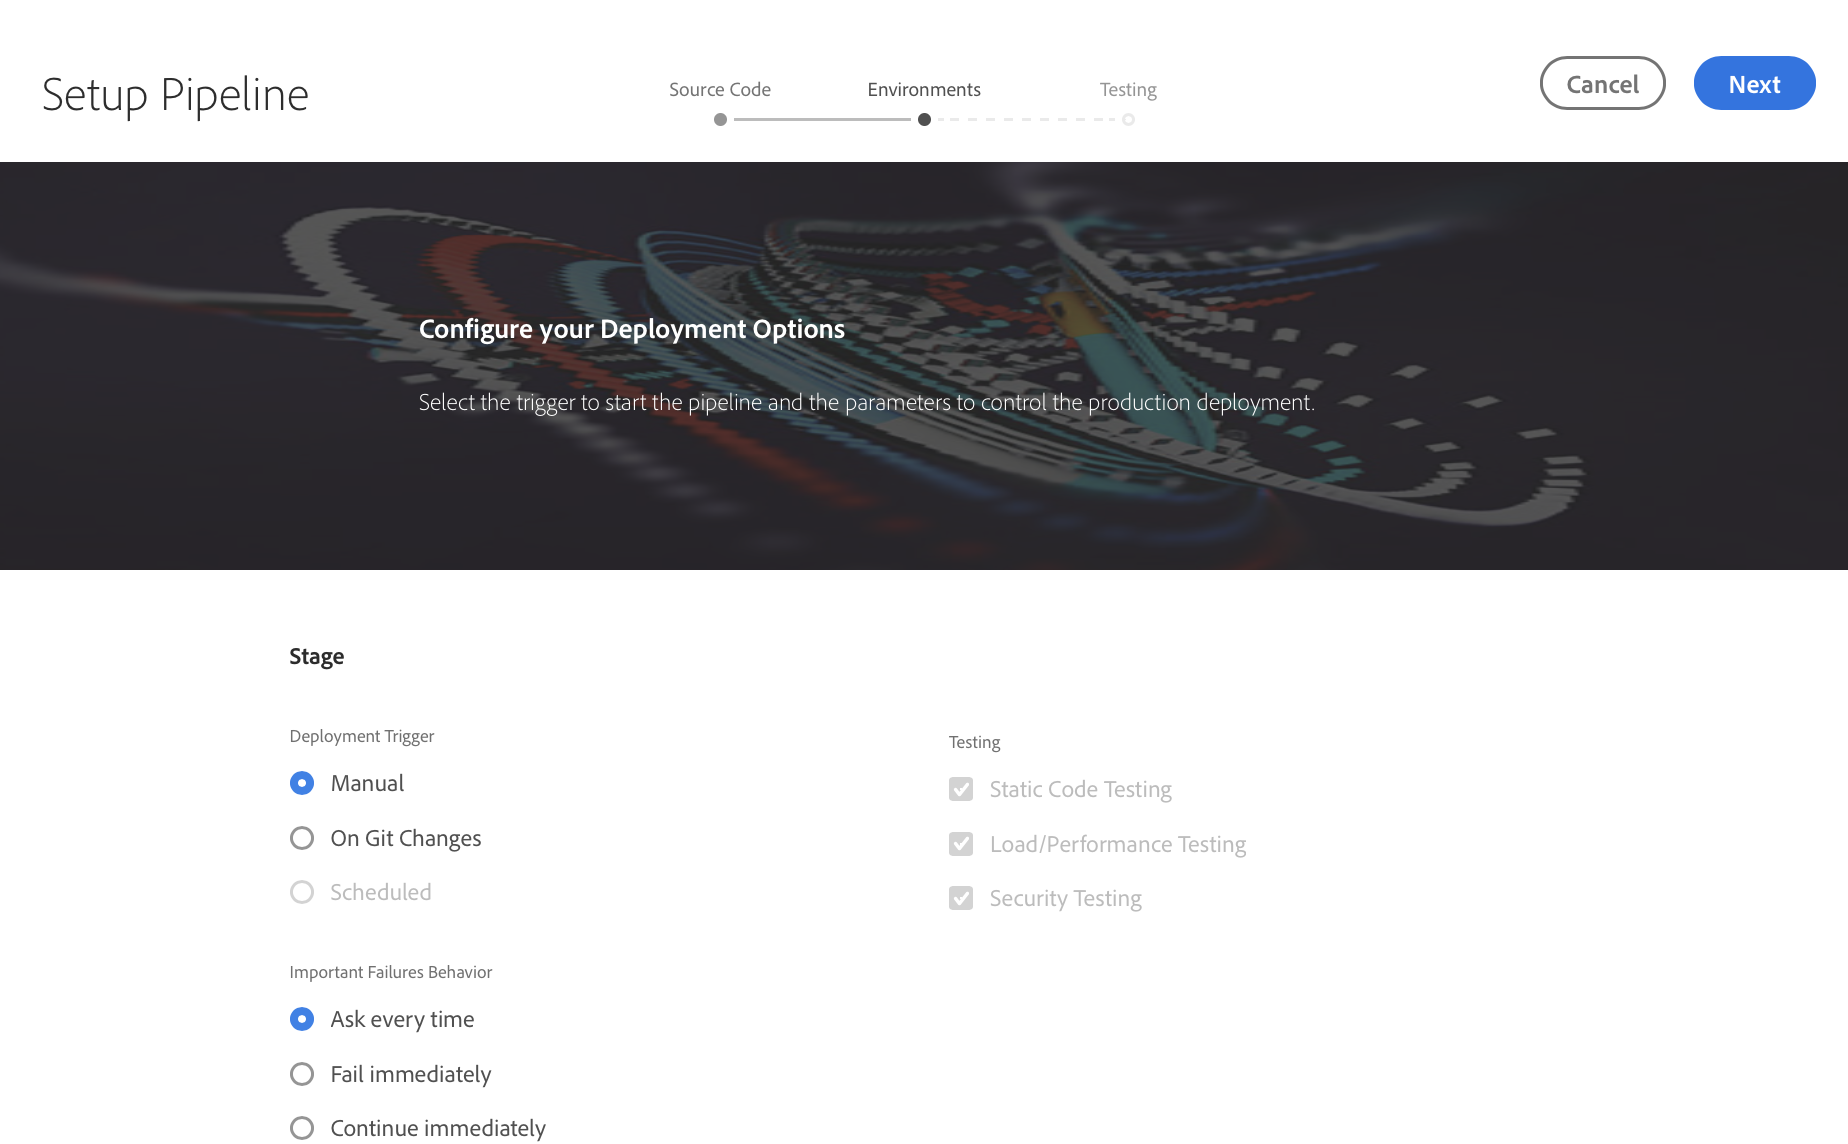 Setup Pipeline
Source Code
Environments
Testing
Cancel
Next
Configure your Deployment Options
Select the trigger to start the pipeline and the parameters to control the production deployment.
Stage
Deployment Trigger
Manual
On Git Changes
Scheduled
Testing
Static Code Testing
Load/Performance Testing
Security Testing
Important Failures Behavior
Ask every time
Fail immediately
Continue immediately